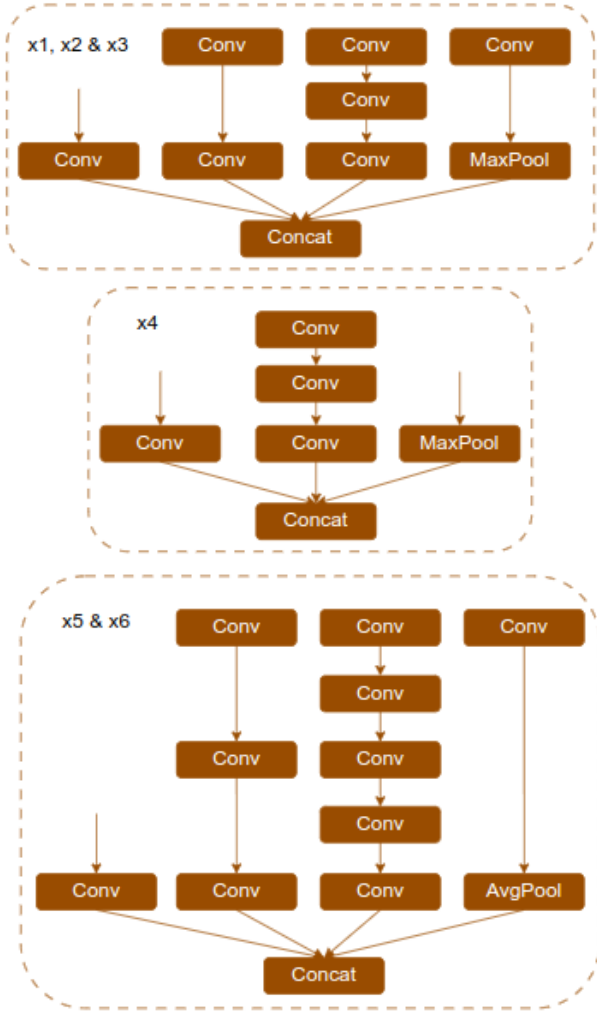 x1, x2 & x3
Conv
Conv
Conv
Conv
Conv
Conv
Conv
MaxPool
Concat
x4
Conv
Conv
Conv
Conv
MaxPool
Concat
x5 & x6
Conv
Conv
Conv
Conv
Conv
Conv
Conv
Conv
Conv
Conv
AvgPool
Concat